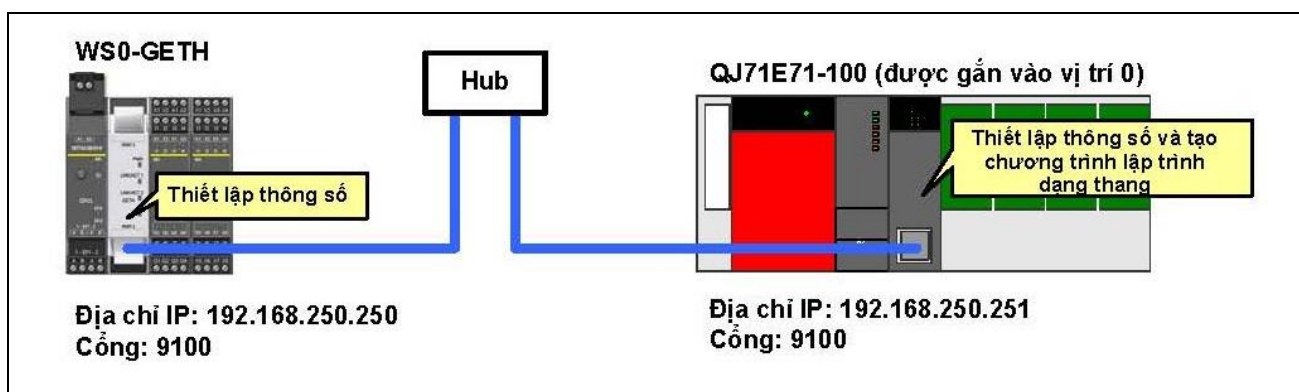 WS0-GETH
Hub
QJ71E71-100 (được gắn vào vị trí 0)
Thiết lập thông số
Thiết lập thông số và tạo
chương trình lập trình
dạng thang
Địa chỉ IP: 192.168.250.250
Cổng: 9100
Địa chỉ IP: 192.168.250.251
Cổng: 9100